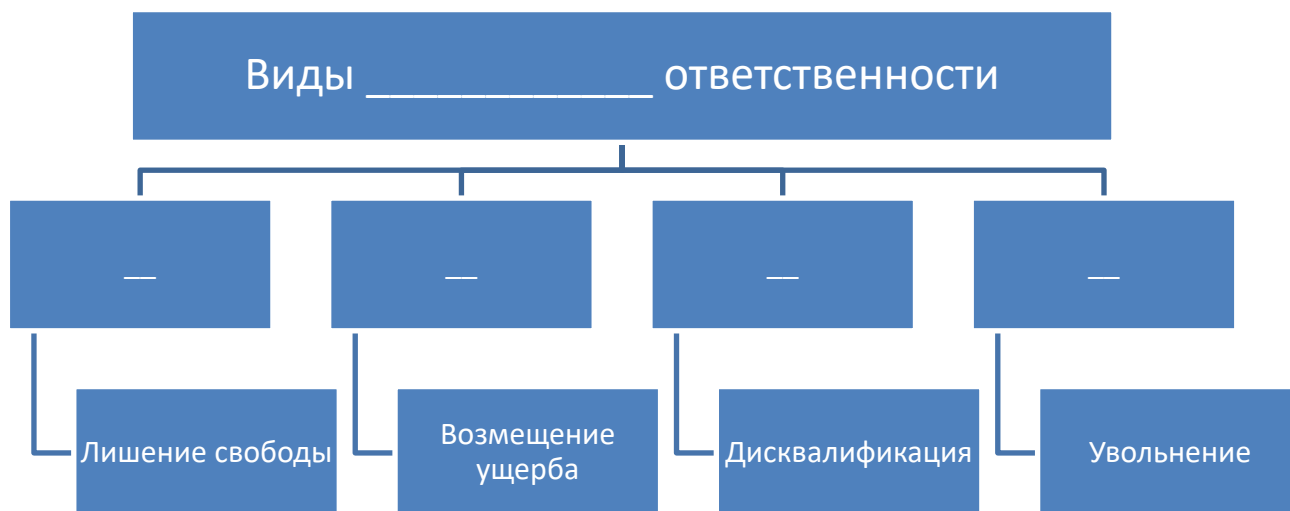 Виды ____________ ответственности
__
__
__
__
Лишение свободы
Возмещение
ущерба
Дисквалификация
Увольнение